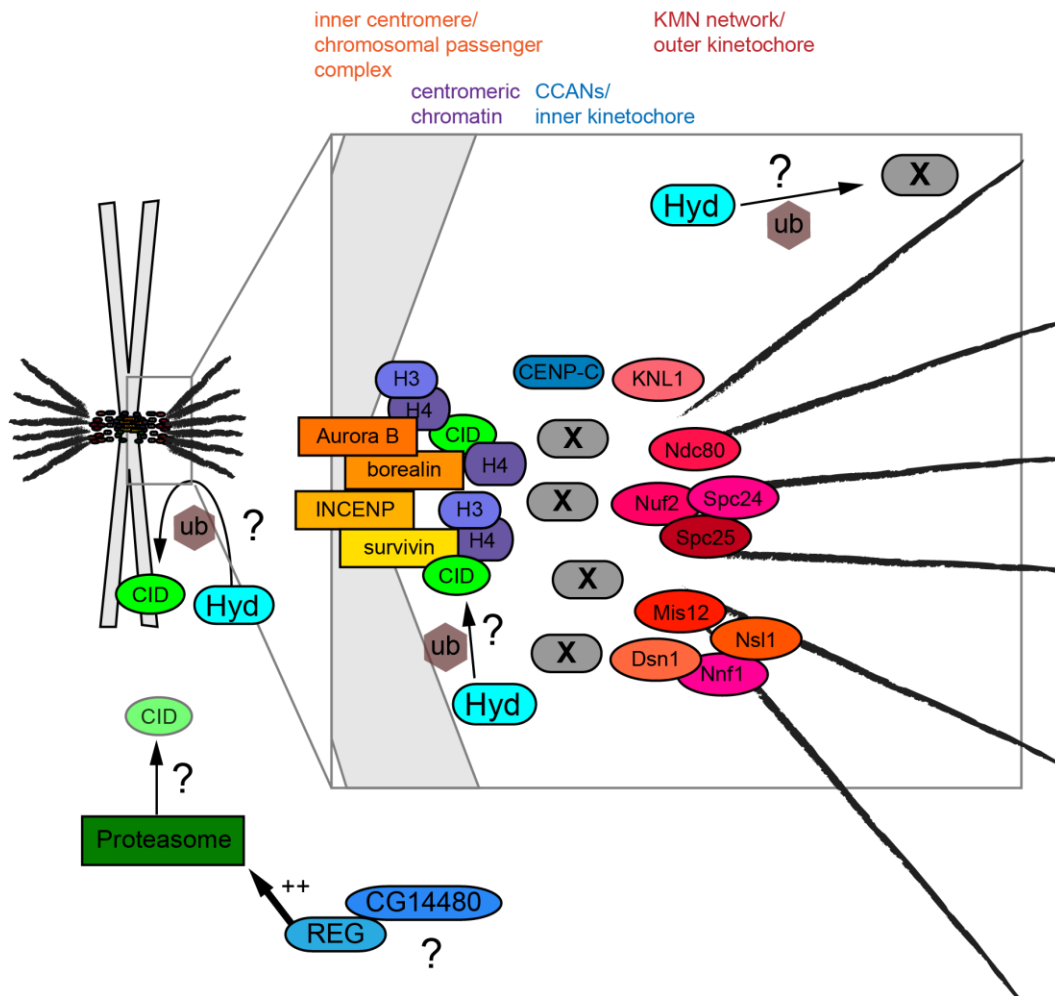 inner centromere/
chromosomal passenger
complex
KMN network/
outer kinetochore
centromeric
chromatin
CCANs/
inner kinetochore
?
X
Hyd
ub
H3
CENP-C
KNL1
H4
Aurora B
CID
X
Ndc80
borealin
H4
INCENP
H3
X
Nuf2
Spc24
ub
?
survivin
H4
Spc25
CID
X
CID
Hyd
Mis12
ub
?
X
Dsn1
Nsl1
Nnf1
Hyd
CID
?
Proteasome
++
CG14480
REG
?